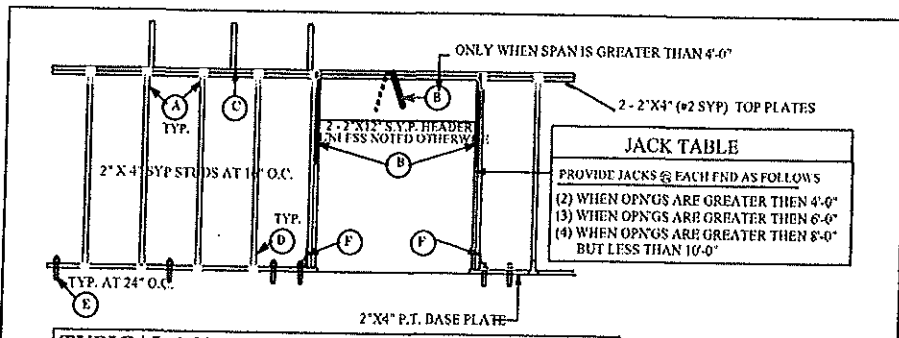 ONLY WHEN SPAN IS GREATER THAN 4'-0"
B
A
C
TYP.
2 - 2"X4" (#2 SYP) TOP PLATES
2 - 2"X12" S.Y.P. HEADER
UNLESS NOTED OTHERWISE
B
JACK TABLE
PROVIDE JACKS @ EACH END AS FOLLOWS
(2) WHEN OPN'GS ARE GREATER THEN 4'-0"
(3) WHEN OPN'GS ARE GREATER THEN 6'-0"
(4) WHEN OPN'GS ARE GREATER THEN 8'-0"
BUT LESS THAN 10'-0"
2" X 4" SYP STUDS AT 16" O.C.
TYP.
D
F
F
TYP. AT 24" O.C.
E
2"X4" P.T. BASE PLATE